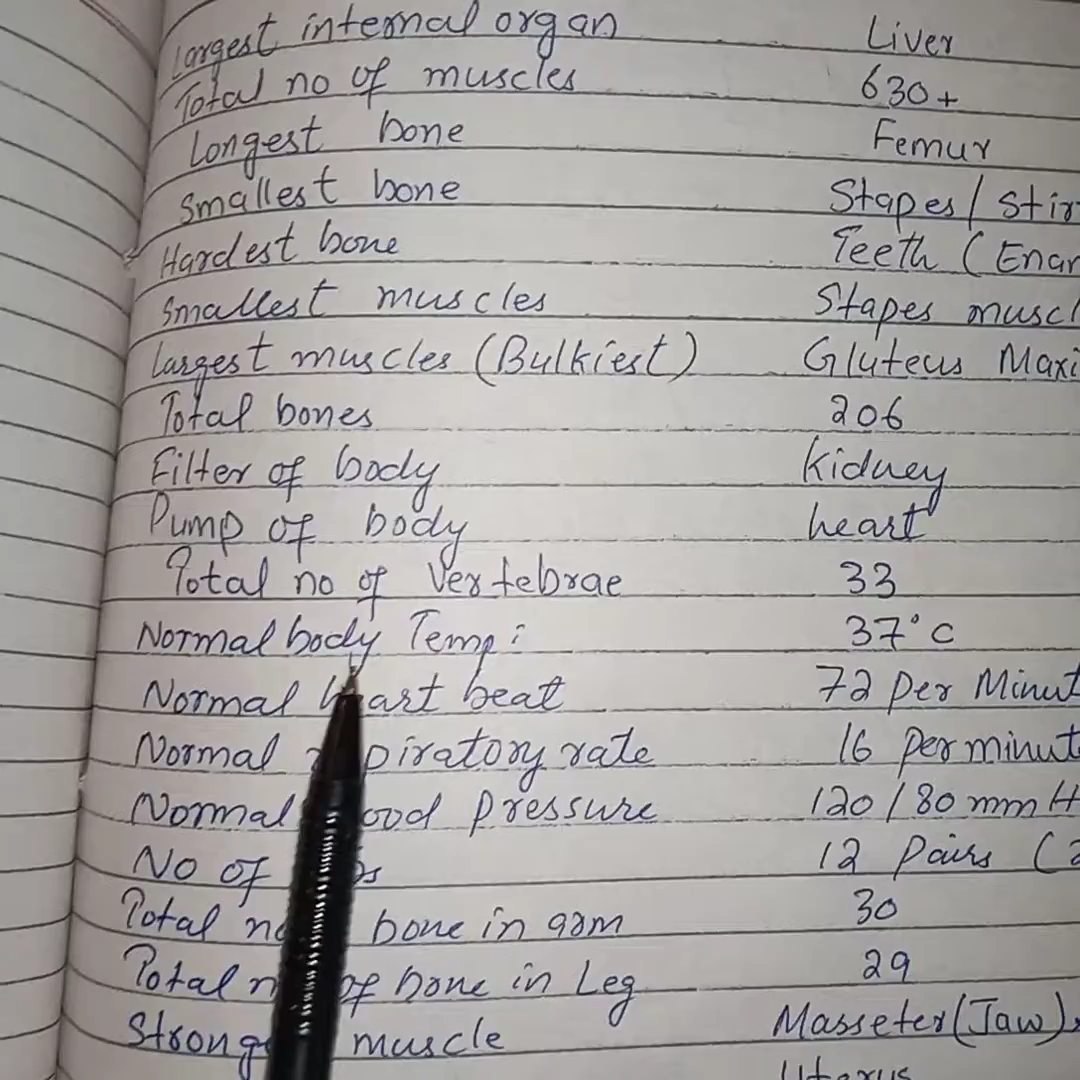 Largest internal organ Liver
Total no of muscles 630+
Longest bone Femur
Smallest bone Stapes/
Hardest bone Teeth (
Smallest muscles Stapes
Largest muscles (Bulkiest) Gluteus
Total bones 206
Filter of body kidney
Pump of body heart
Total no of Vertebrae 33
Normal body Temp: 37°C
Normal beat 72 Per
Normal rate 16 Per
Normal Pressure 120/80 mm
No of 12 Pairs (
Total bone in arm 30
Total of bone in Leg 29
muscle Masseter (Jaw)
Uterus